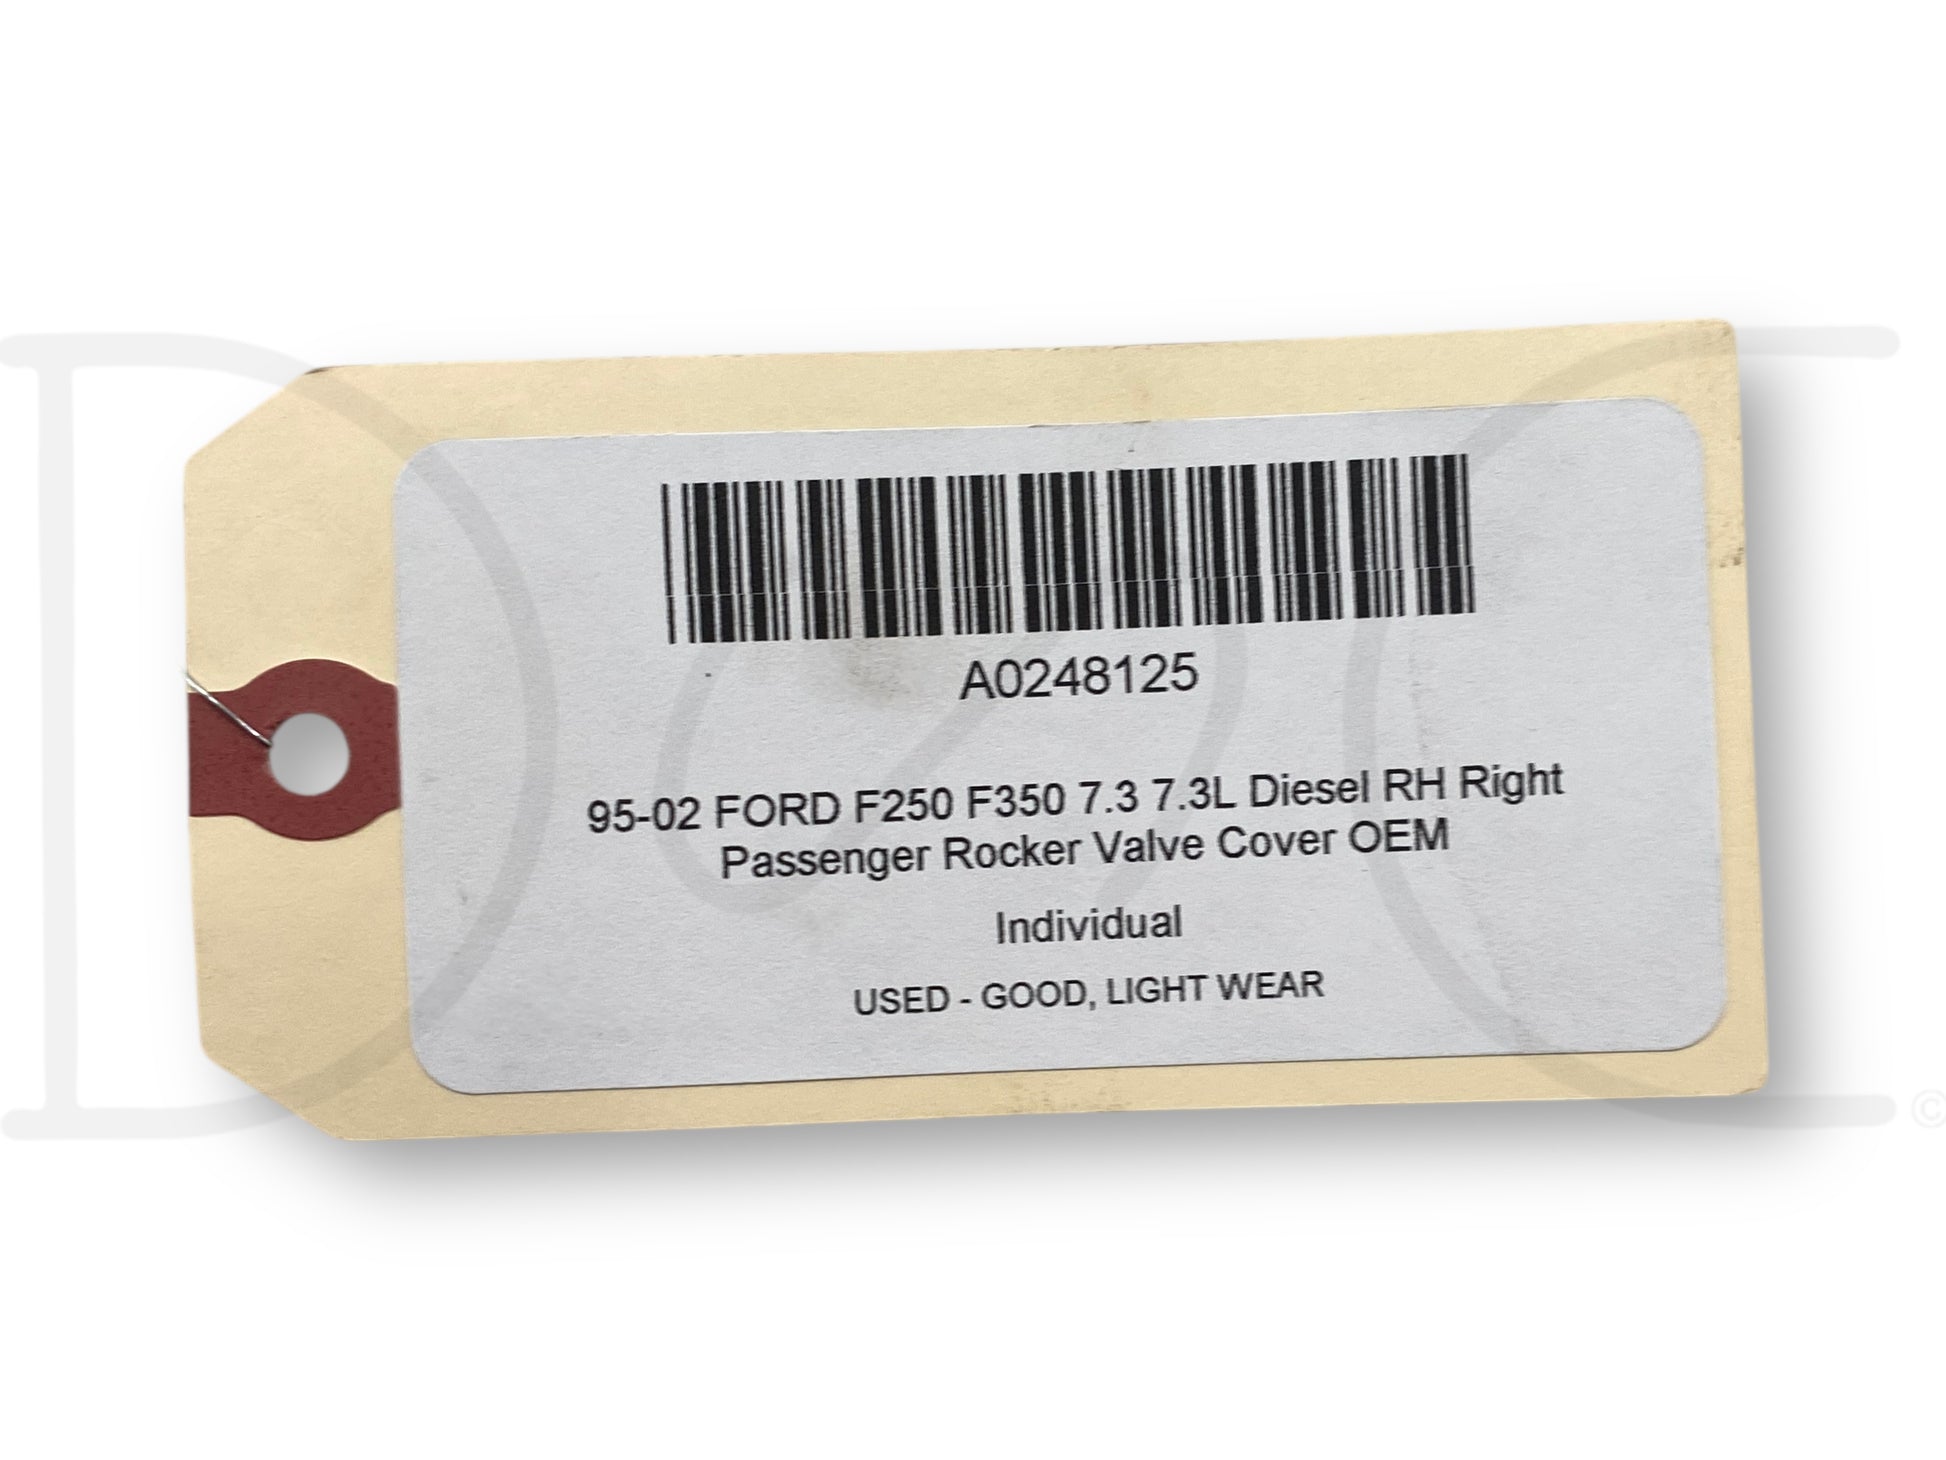 A0248125
95-02 FORD F250 F350 7.3 7.3L Diesel RH Right
Passenger Rocker Valve Cover OEM
Individual
USED - GOOD, LIGHT WEAR
©